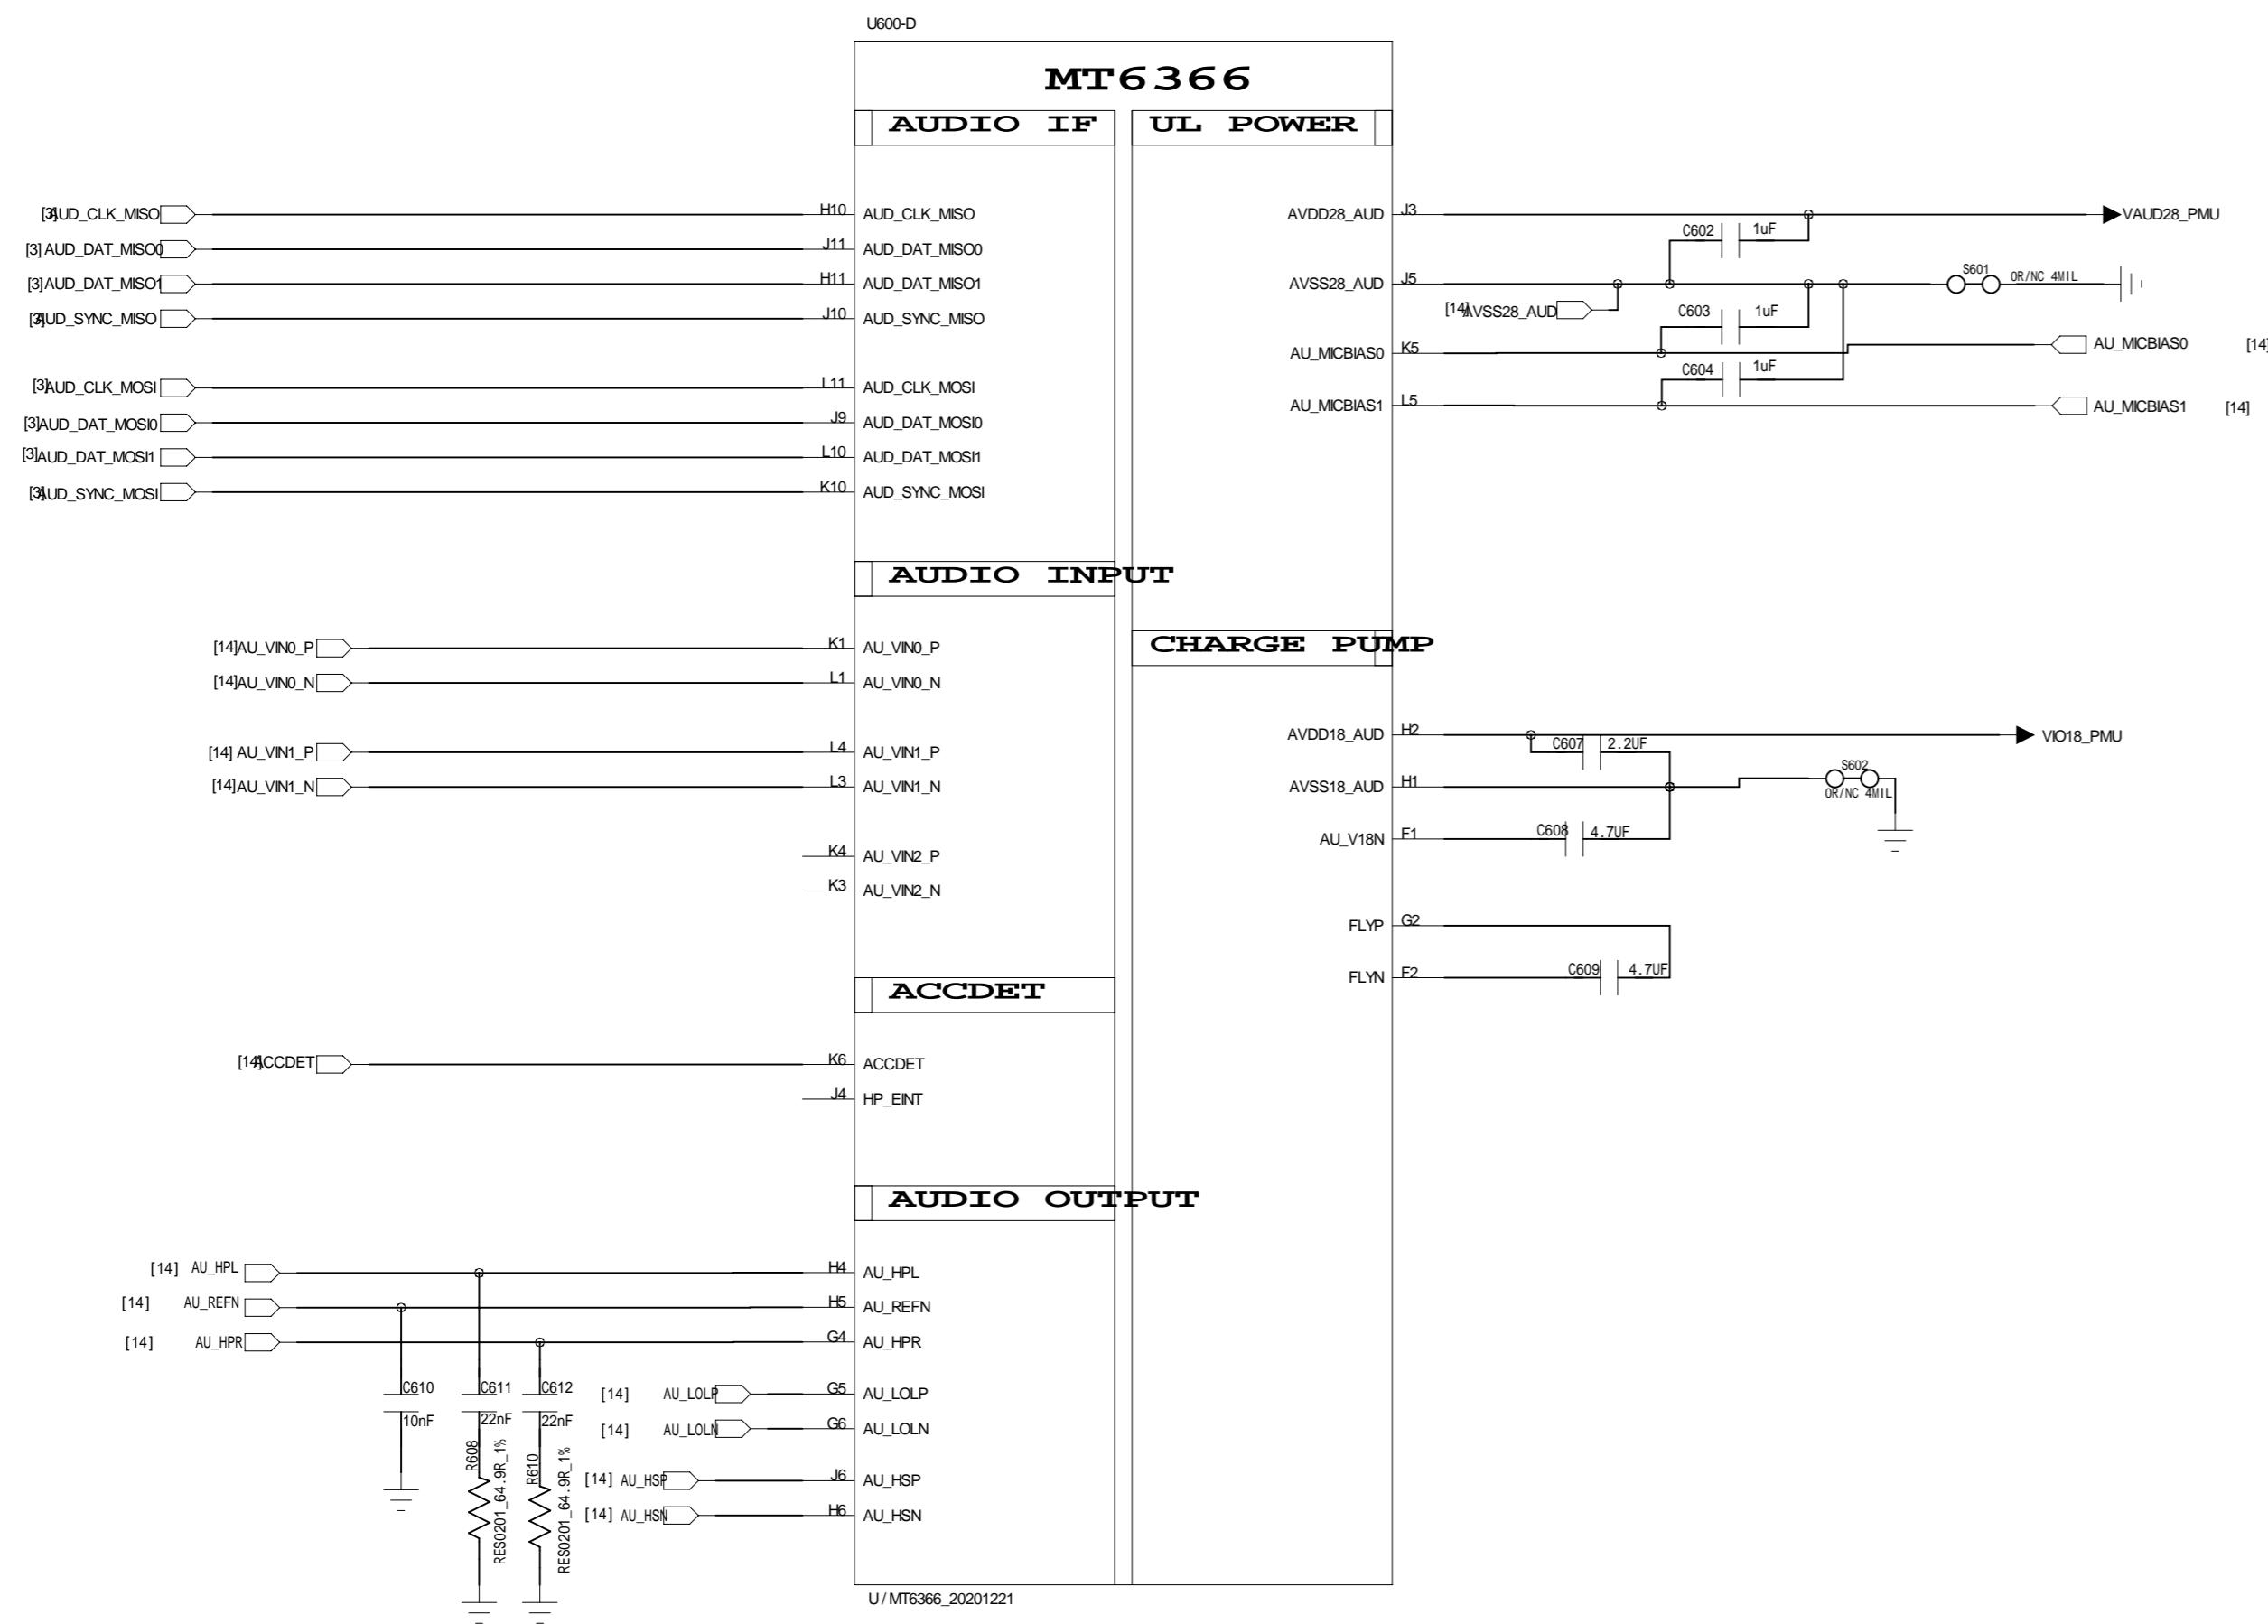 U600-D
MT6366
AUDIO IF
UL POWER
[3]AUD_CLK_MISO H10 AUD_CLK_MISO
[3] AUD_DAT_MISO0 J11 AUD_DAT_MISO0
[3]AUD_DAT_MISO1 H11 AUD_DAT_MISO1
[3]AUD_SYNC_MISO J10 AUD_SYNC_MISO
[3]AUD_CLK_MOSI L11 AUD_CLK_MOSI
[3]AUD_DAT_MOSI0 J9 AUD_DAT_MOSI0
[3]AUD_DAT_MOSI1 L10 AUD_DAT_MOSI1
[3]AUD_SYNC_MOSI K10 AUD_SYNC_MOSI
AVDD28_AUD J3 VAUD28_PMU
C602 1uF
AVSS28_AUD J5 S601 0R/NC 4MIL
[14]AVSS28_AUD C603 1uF
AU_MICBIAS0 K5 AU_MICBIAS0 [14]
C604 1uF
AU_MICBIAS1 L5 AU_MICBIAS1 [14]
AUDIO INPUT
[14]AU_VIN0_P K1 AU_VIN0_P
[14]AU_VIN0_N L1 AU_VIN0_N
[14] AU_VIN1_P L4 AU_VIN1_P
[14]AU_VIN1_N L3 AU_VIN1_N
K4 AU_VIN2_P
K3 AU_VIN2_N
CHARGE PUMP
AVDD18_AUD H2 VIO18_PMU
C607 2.2UF
AVSS18_AUD H1 S602
0R/NC 4MIL
AU_V18N F1 C608 4.7UF
FLYP G2
FLYN F2 C609 4.7UF
ACCDET
[14]ACCDET K6 ACCDET
J4 HP_EINT
AUDIO OUTPUT
[14] AU_HPL H4 AU_HPL
[14] AU_REFN H5 AU_REFN
[14] AU_HPR G4 AU_HPR
C610 C611 C612
10nF 22nF 22nF
R608 RES0201_64.9R_1%
R610 RES0201_64.9R_1%
[14] AU_LOLP G5 AU_LOLP
[14] AU_LOLN G6 AU_LOLN
[14] AU_HSP J6 AU_HSP
[14] AU_HSN H6 AU_HSN
U/MT6366_20201221